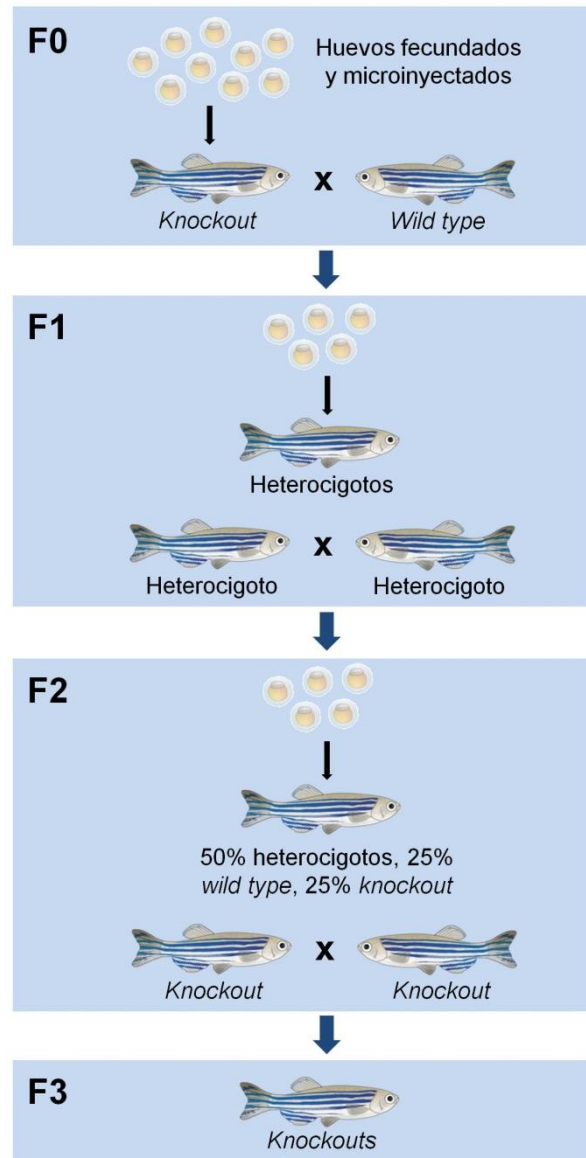 F0
Huevos fecundados
y microinyectados
Knockout
x
Wild type
F1
Heterocigotos
x
Heterocigoto
Heterocigoto
F2
50% heterocigotos, 25%
wild type, 25% knockout
x
Knockout
Knockout
F3
Knockouts